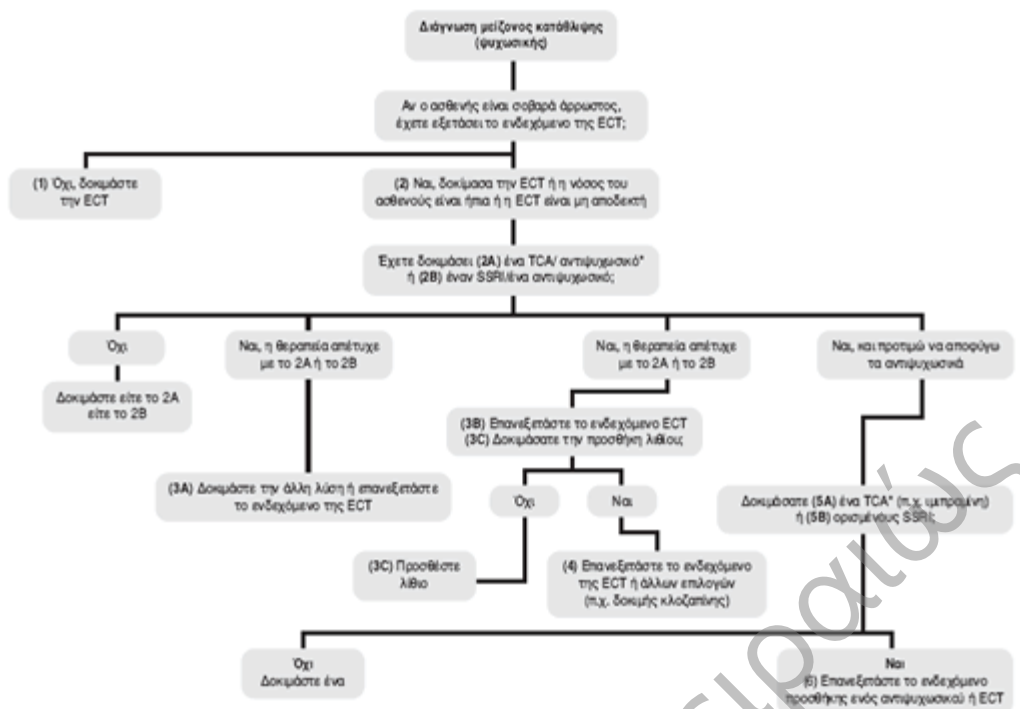 Διάγνωση μείζονος κατάθλιψης
(ψυχωσικής)
Αν ο ασθενής είναι σοβαρά άρρωστος,
έχετε εξετάσει το ενδεχόμενο της ECT;
(1) Όχι, δοκιμάστε
την ECT
(2) Ναι, δοκίμασα την ECT ή η νόσος του
ασθενούς είναι ήπια ή η ECT είναι μη αποδεκτή
Έχετε δοκιμάσει (2A) ένα TCA/ αντιψυχωσικό*
ή (2B) έναν SSRI/ένα αντιψυχωσικό;
Όχι
Δοκιμάστε είτε το 2A
είτε το 2B
Ναι, η θεραπεία απέτυχε
με το 2A ή το 2B
Ναι, η θεραπεία απέτυχε
με το 2A ή το 2B
Ναι, και προτιμώ να αποφύγω
τα αντιψυχωσικά
(3B) Επανεξετάστε το ενδεχόμενο ECT
(3C) Δοκιμάσατε την προσθήκη λιθίου;
(3A) Δοκιμάστε την άλλη λύση ή επανεξετάστε
το ενδεχόμενο της ECT
Όχι
Ναι
Δοκιμάσατε (5A) ένα TCA* (π.χ. ιμιπραμίνη)
ή (5B) ορισμένους SSRI;
(3C) Προσθέστε
λίθιο
(4) Επανεξετάστε το ενδεχόμενο
της ECT ή άλλων επιλογών
(π.χ. δοκιμής κλοζαπίνης)
Όχι
Δοκιμάστε ένα
Ναι
(6) Επανεξετάστε το ενδεχόμενο
προσθήκης ενός αντιψυχωσικού ή ECT